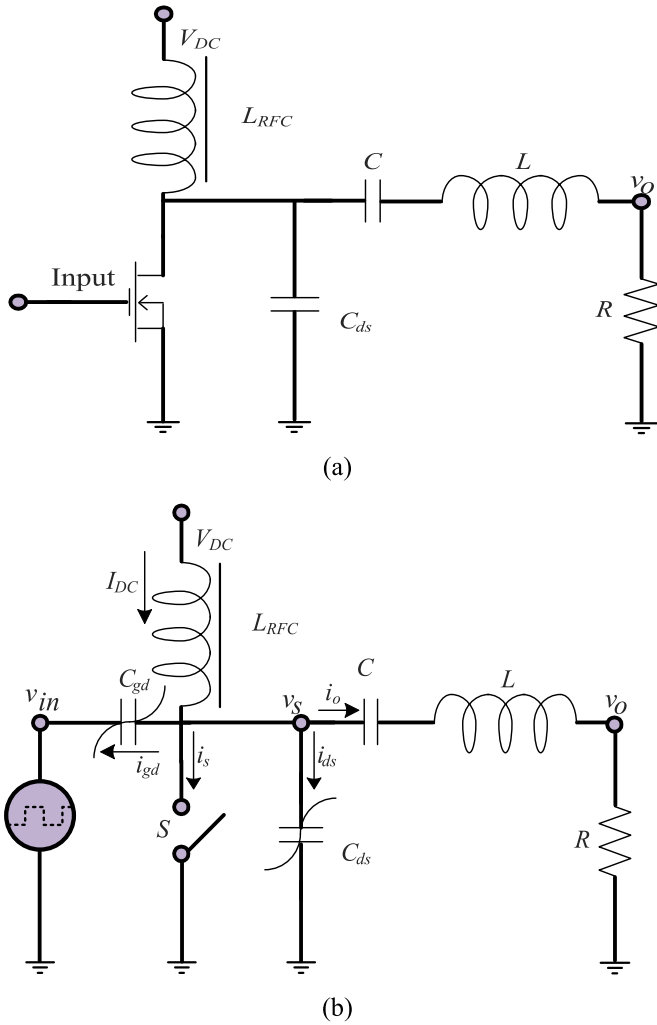 V_DC
L_RFC
C
L
v_o
Input
C_ds
R
(a)
V_DC
I_DC
L_RFC
C_gd
v_in
v_s
i_o
C
L
v_o
i_gd
i_s
i_ds
S
C_ds
R
(b)